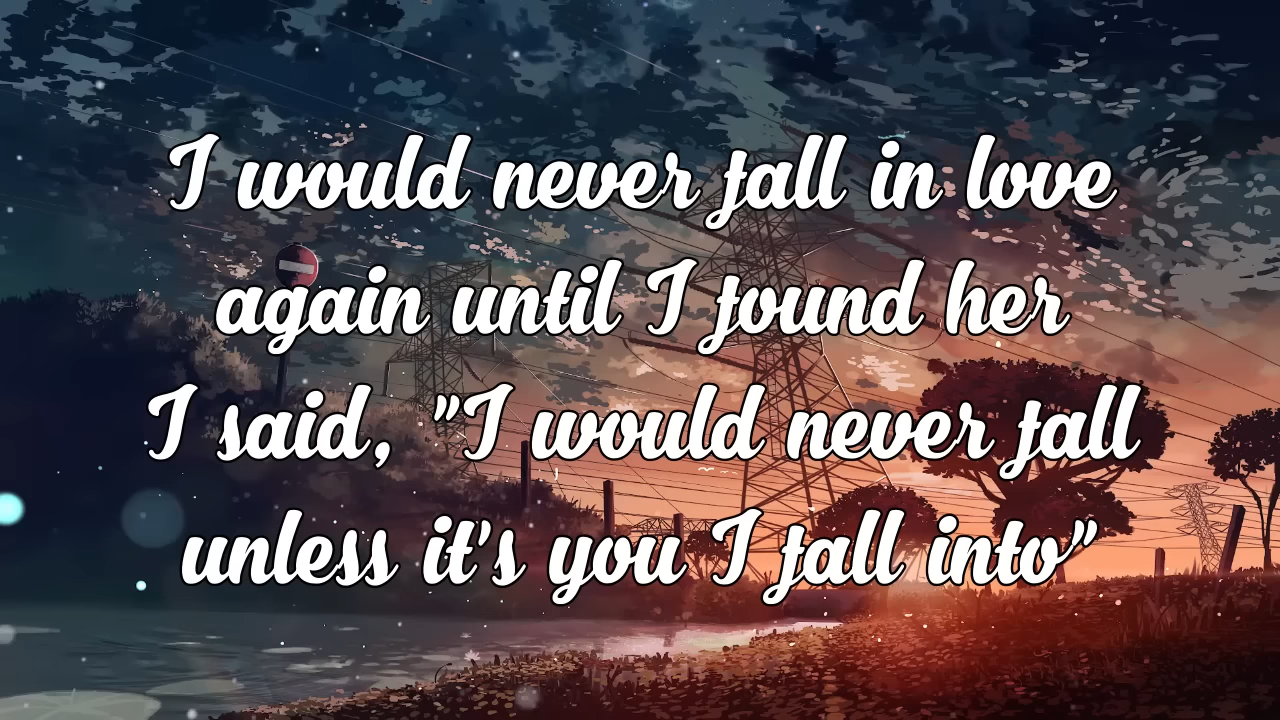 I would never fall in love
again until I found her
I said, "I would never fall
unless it's you I fall into"